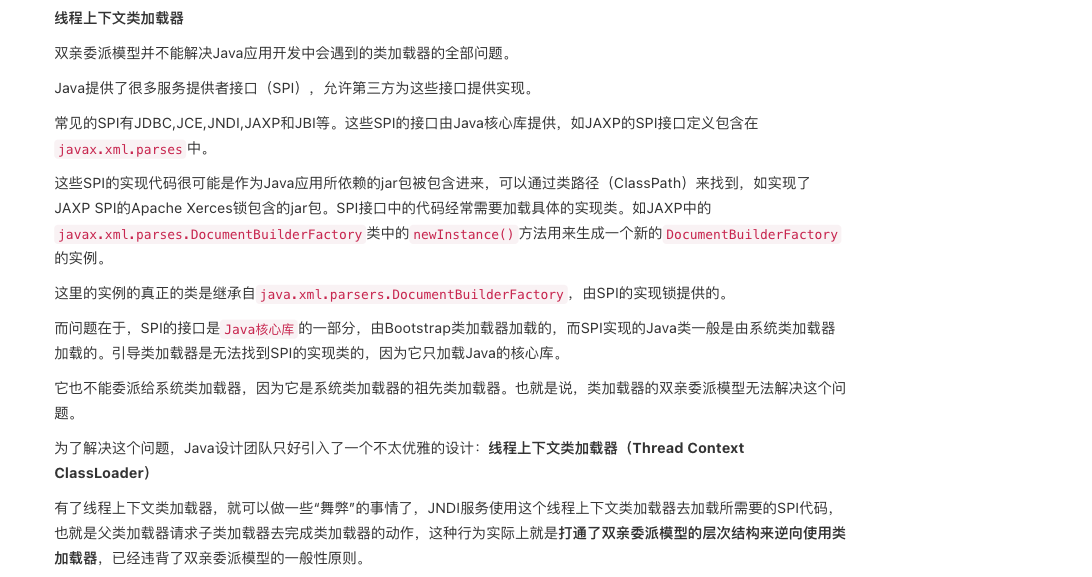 线程上下文类加载器
双亲委派模型并不能解决Java应用开发中会遇到的类加载器的全部问题。
Java提供了很多服务提供者接口（SPI），允许第三方为这些接口提供实现。
常见的SPI有JDBC,JCE,JNDI,JAXP和JBI等。这些SPI的接口由Java核心库提供，如JAXP的SPI接口定义包含在
javax.xml.parses 中。
这些SPI的实现代码很可能是作为Java应用所依赖的jar包被包含进来，可以通过类路径（ClassPath）来找到，如实现了
JAXP SPI的Apache Xerces锁包含的jar包。SPI接口中的代码经常需要加载具体的实现类。如JAXP中的
javax.xml.parses.DocumentBuilderFactory 类中的 newInstance() 方法用来生成一个新的 DocumentBuilderFactory
的实例。
这里的实例的真正的类是继承自 java.xml.parsers.DocumentBuilderFactory ，由SPI的实现锁提供的。
而问题在于，SPI的接口是 Java核心库 的一部分，由Bootstrap类加载器加载的，而SPI实现的Java类一般是由系统类加载器
加载的。引导类加载器是无法找到SPI的实现类的，因为它只加载Java的核心库。
它也不能委派给系统类加载器，因为它是系统类加载器的祖先类加载器。也就是说，类加载器的双亲委派模型无法解决这个问
题。
为了解决这个问题，Java设计团队只好引入了一个不太优雅的设计：线程上下文类加载器（Thread Context
ClassLoader）
有了线程上下文类加载器，就可以做一些“舞弊”的事情了，JNDI服务使用这个线程上下文类加载器去加载所需要的SPI代码，
也就是父类加载器请求子类加载器去完成类加载器的动作，这种行为实际上就是打通了双亲委派模型的层次结构来逆向使用类
加载器，已经违背了双亲委派模型的一般性原则。